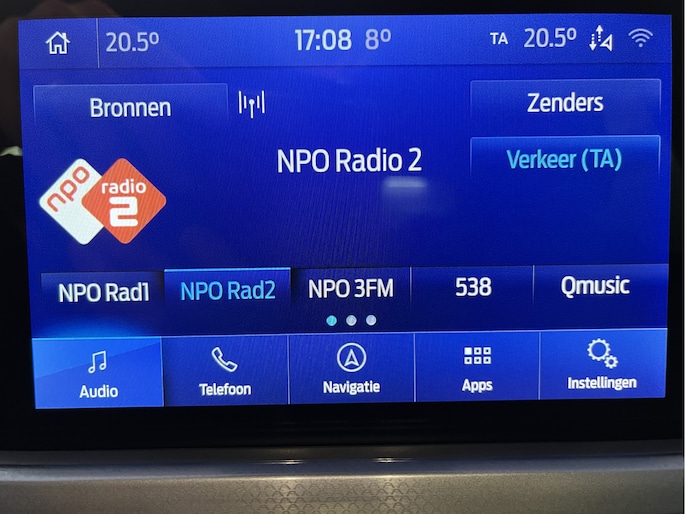 20.5° 17:08 8° TA 20.5°
Bronnen Zenders
NPO Radio 2 Verkeer (TA)
npo radio 2
NPO Rad1 NPO Rad2 NPO 3FM 538 Qmusic
Audio Telefoon Navigatie Apps Instellingen